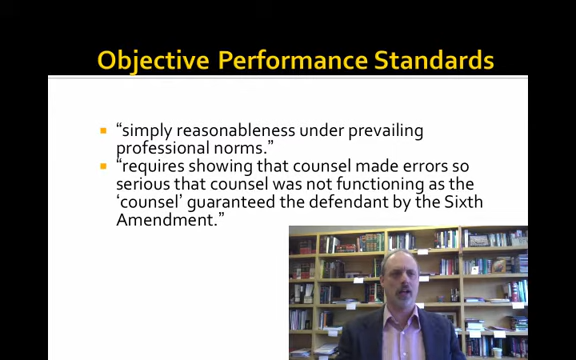 Objective Performance Standards
“simply reasonableness under prevailing
professional norms.”
“requires showing that counsel made errors so
serious that counsel was not functioning as the
‘counsel’ guaranteed the defendant by the Sixth
Amendment.”